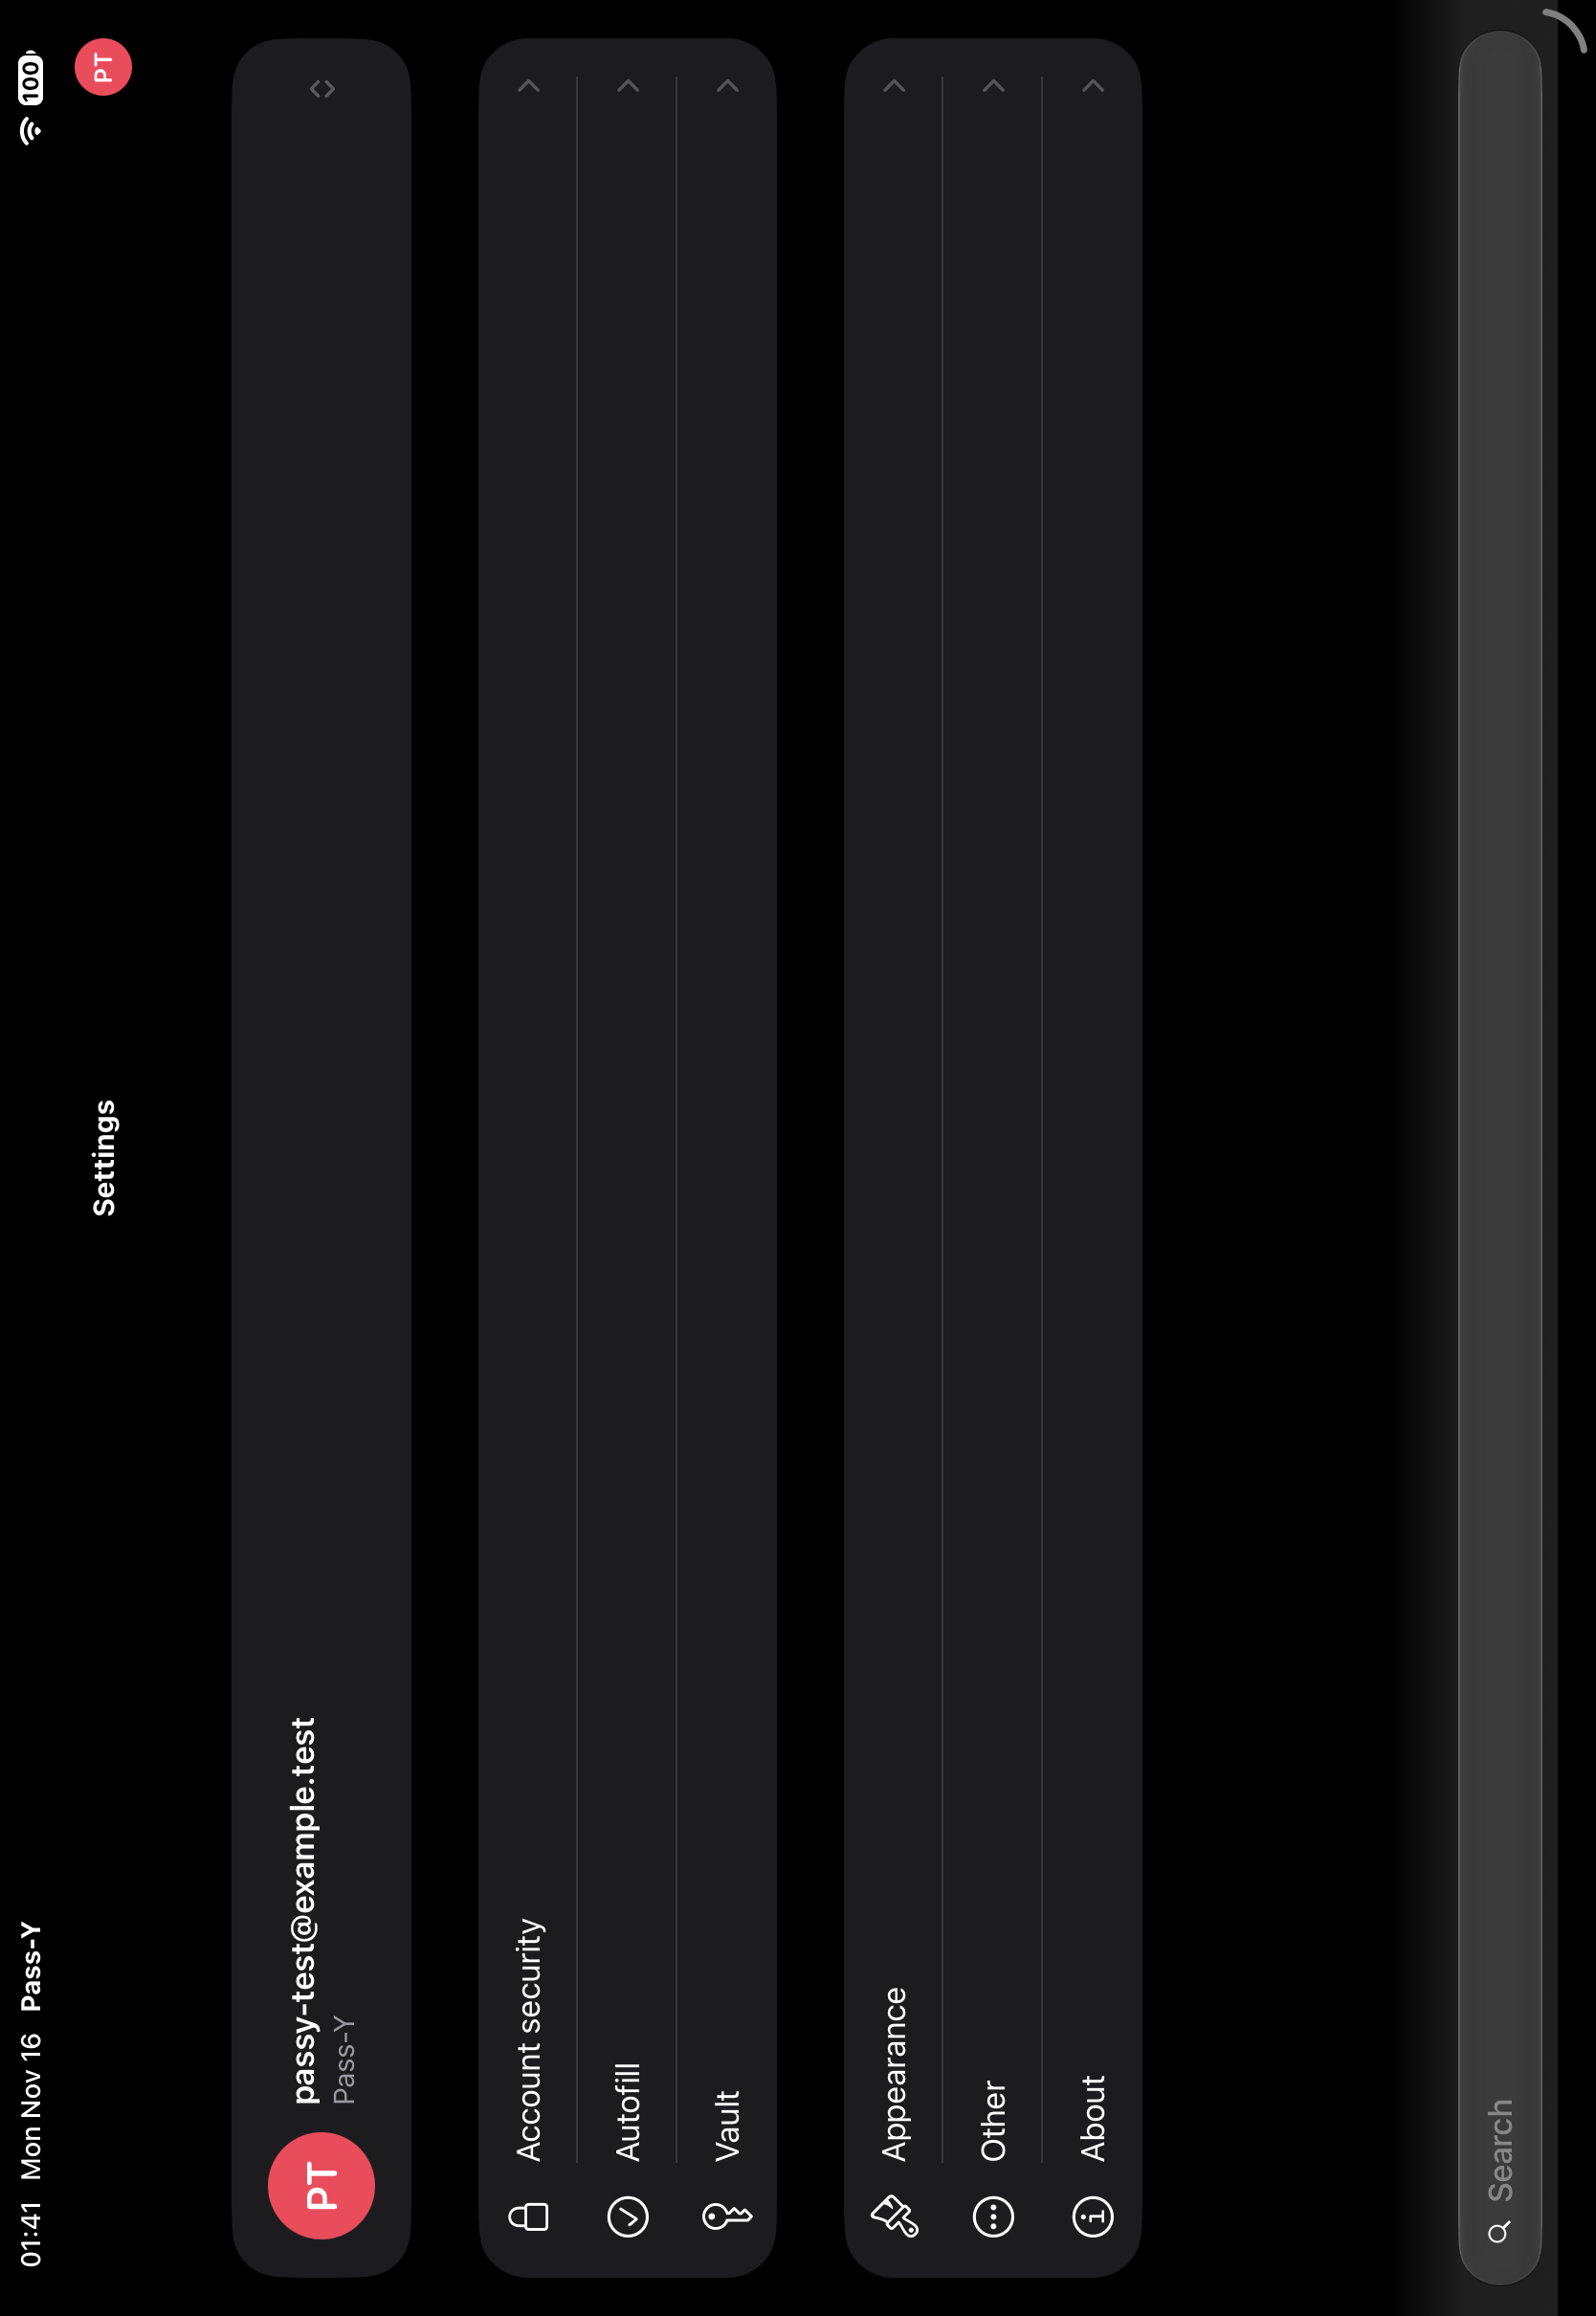 01:41 Mon Nov 16 Pass-Y
100
Settings
PT
PT
passy-test@example.test
Pass-Y
Account security
Autofill
Vault
Appearance
Other
About
Search